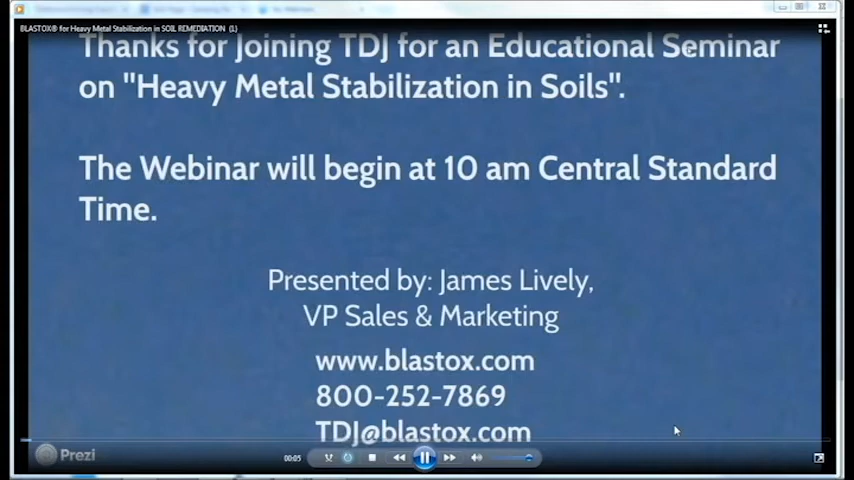 BLASTOX® for Heavy Metal Stabilization in SOIL REMEDIATION (1)
Thanks for Joining TDJ for an Educational Seminar
on "Heavy Metal Stabilization in Soils".
The Webinar will begin at 10 am Central Standard
Time.
Presented by: James Lively,
VP Sales & Marketing
www.blastox.com
800-252-7869
TDJ@blastox.com
Prezi
00:05